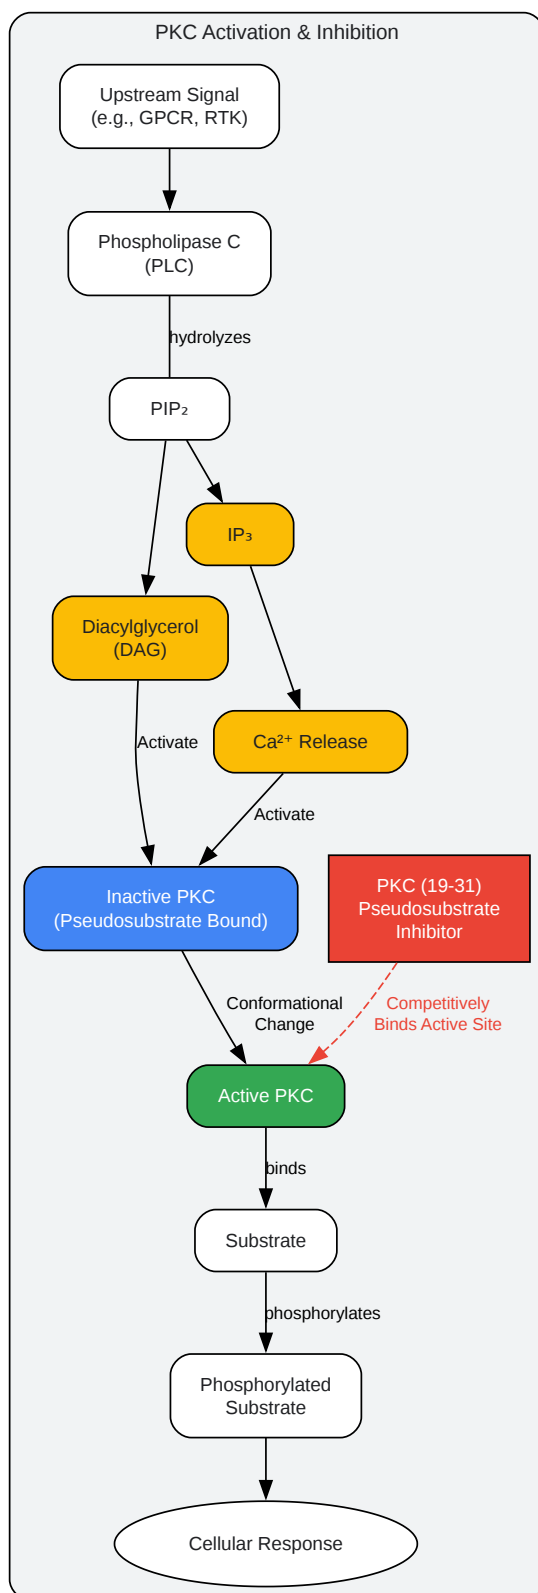 PKC Activation & Inhibition
Upstream Signal
(e.g., GPCR, RTK)
Phospholipase C
(PLC)
hydrolyzes
PIP₂
IP₃
Diacylglycerol
(DAG)
Activate
Ca²⁺ Release
Activate
Inactive PKC
(Pseudosubstrate Bound)
PKC (19-31)
Pseudosubstrate
Inhibitor
Conformational
Change
Competitively
Binds Active Site
Active PKC
binds
Substrate
phosphorylates
Phosphorylated
Substrate
Cellular Response